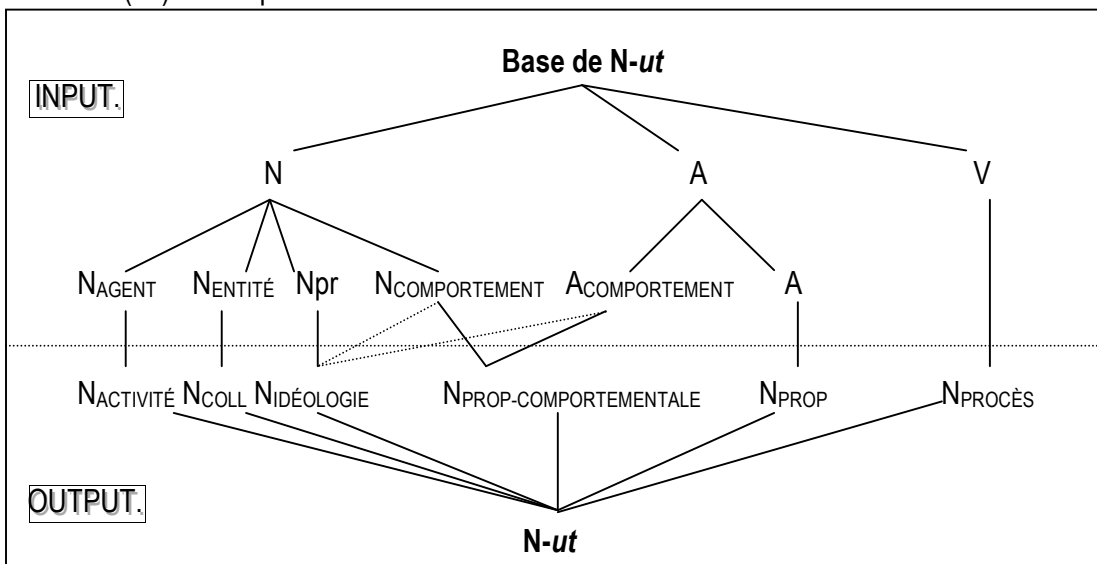 Base de N-ut
INPUT.
N A V
NAGENT NENTITÉ Npr NCOMPORTEMENT ACOMPORTEMENT A
NACTIVITÉ NCOLL NIDÉOLOGIE NPROP-COMPORTEMENTALE NPROP NPROCÈS
OUTPUT.
N-ut